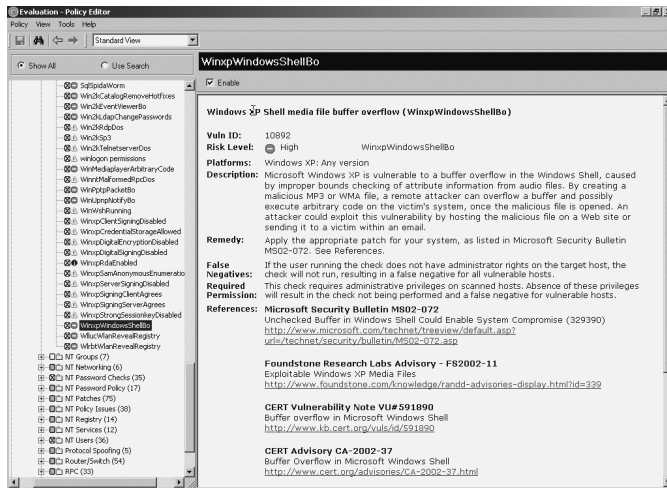 Evaluation - Policy Editor
Policy View Tools Help
Standard View
Show All Use Search
WinxpWindowsShellBo
Enable
SqlSpidaWorm
Win2kCatalogRemoveHotfixes
Win2kEventViewerBo
Win2kLdapChangePasswords
Win2kRdpDos
Win2kSp3
Win2kTelnetserverDos
winlogon permissions
WinMediaplayerArbitraryCode
WinntMalformedRpcDos
WinPptpPacketBo
WinUpnpNotifyBo
WinWshRunning
WinxpClientSigningDisabled
WinxpCredentialStorageAllowed
WinxpDigitalEncryptionDisabled
WinxpDigitalSigningDisabled
WinxpRdaEnabled
WinxpSamAnonymousEnumeratio
WinxpServerSigningDisabled
WinxpSigningClientAgrees
WinxpSigningServerAgrees
WinxpStrongSessionkeyDisabled
WinxpWindowsShellBo
WllucWlanRevealRegistry
WlrbtWlanRevealRegistry
NT Groups (7)
NT Networking (6)
NT Password Checks (35)
NT Password Policy (17)
NT Patches (75)
NT Policy Issues (38)
NT Registry (14)
NT Services (12)
NT Users (36)
Protocol Spoofing (5)
Router/Switch (54)
RPC (33)
Windows XP Shell media file buffer overflow (WinxpWindowsShellBo)
Vuln ID: 10892
Risk Level: High WinxpWindowsShellBo
Platforms: Windows XP: Any version
Description: Microsoft Windows XP is vulnerable to a buffer overflow in the Windows Shell, caused
by improper bounds checking of attribute information from audio files. By creating a
malicious MP3 or WMA file, a remote attacker can overflow a buffer and possibly
execute arbitrary code on the victim's system, once the malicious file is opened. An
attacker could exploit this vulnerability by hosting the malicious file on a Web site or
sending it to a victim within an email.
Remedy: Apply the appropriate patch for your system, as listed in Microsoft Security Bulletin
MS02-072. See References.
False Negatives: If the user running the check does not have administrator rights on the target host, the
check will not run, resulting in a false negative for all vulnerable hosts.
Required Permission: This check requires administrative privileges on scanned hosts. Absence of these privileges
will result in the check not being performed and a false negative for vulnerable hosts.
References: Microsoft Security Bulletin MS02-072
Unchecked Buffer in Windows Shell Could Enable System Compromise (329390)
http://www.microsoft.com/technet/treeview/default.asp?
url=/technet/security/bulletin/MS02-072.asp
Foundstone Research Labs Advisory - FS2002-11
Exploitable Windows XP Media Files
http://www.foundstone.com/knowledge/randd-advisories-display.html?id=339
CERT Vulnerability Note VU#591890
Buffer overflow in Microsoft Windows Shell
http://www.kb.cert.org/vuls/id/591890
CERT Advisory CA-2002-37
Buffer Overflow in Microsoft Windows Shell
http://www.cert.org/advisories/CA-2002-37.html